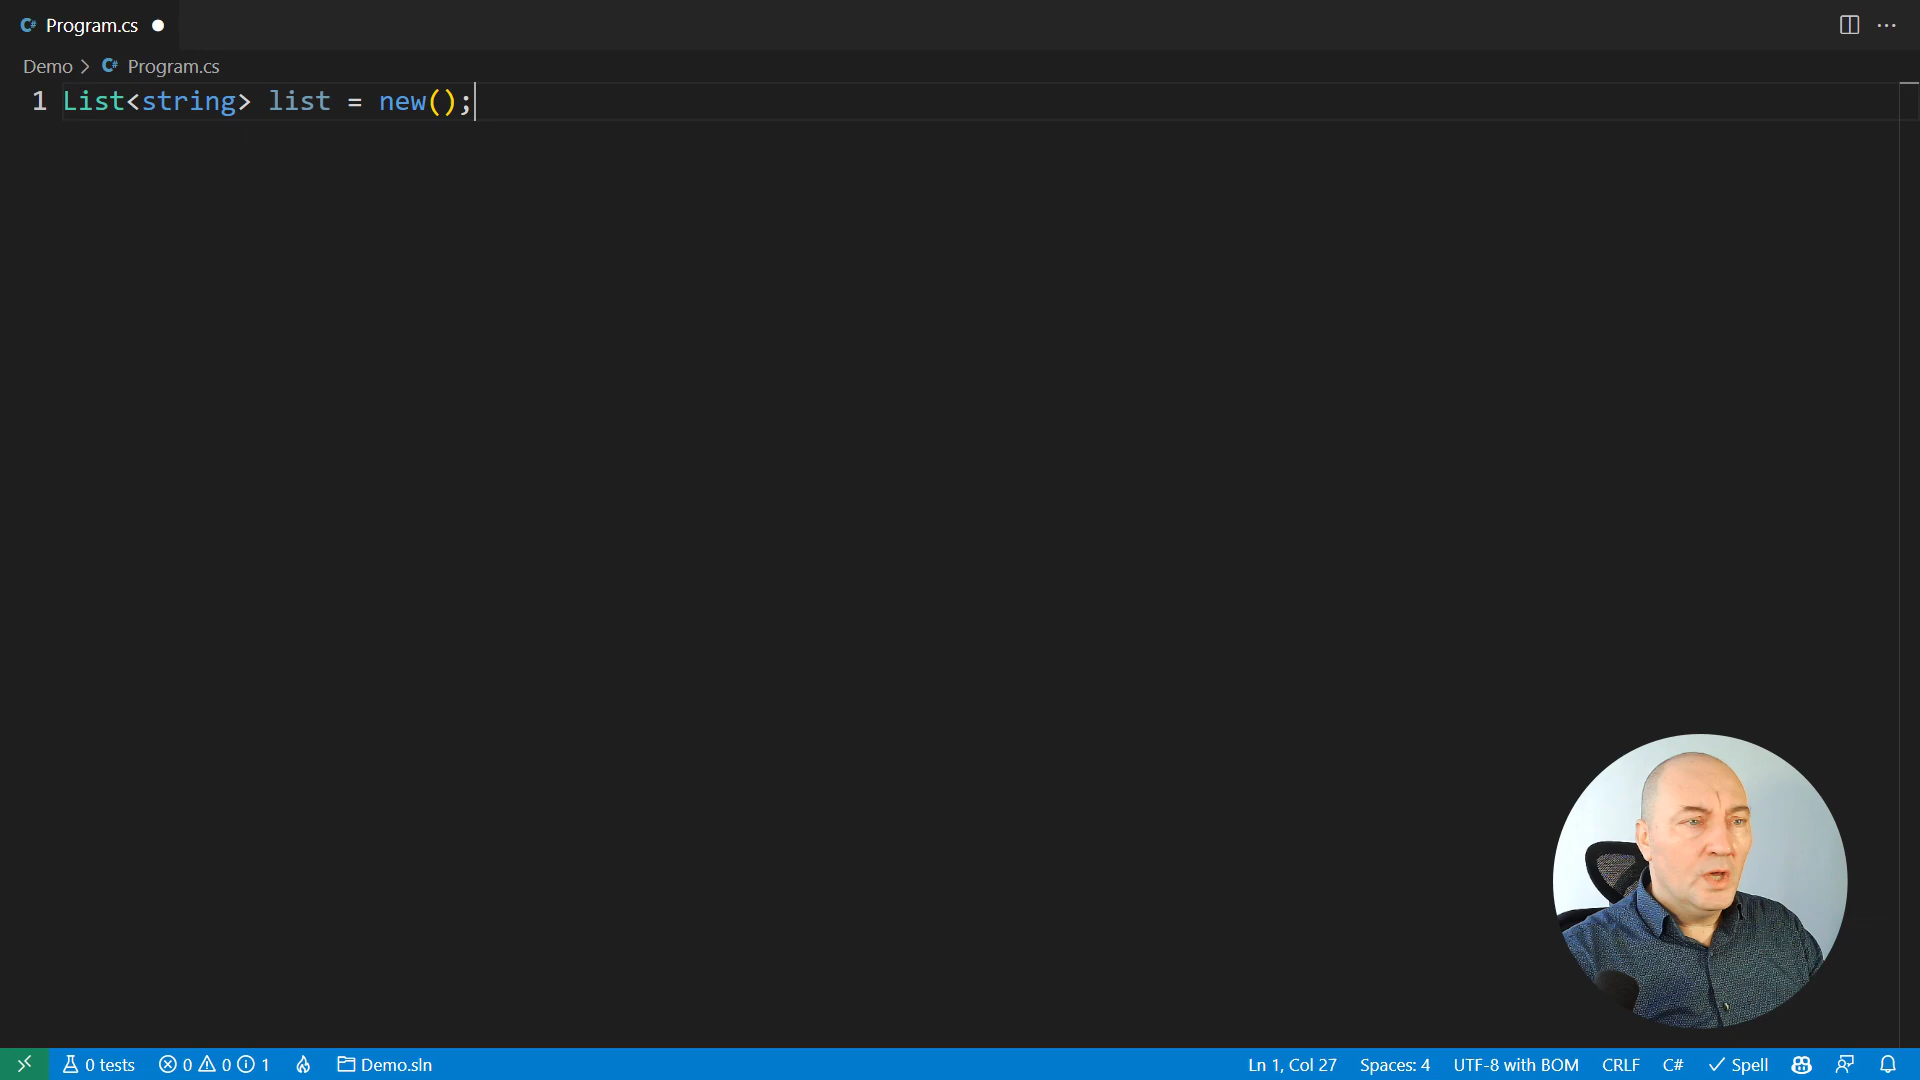 C# Program.cs
Demo > C# Program.cs
1 List<string> list = new();
0 tests 0 0 1 Demo.sln Ln 1, Col 27 Spaces: 4 UTF-8 with BOM CRLF C# Spell